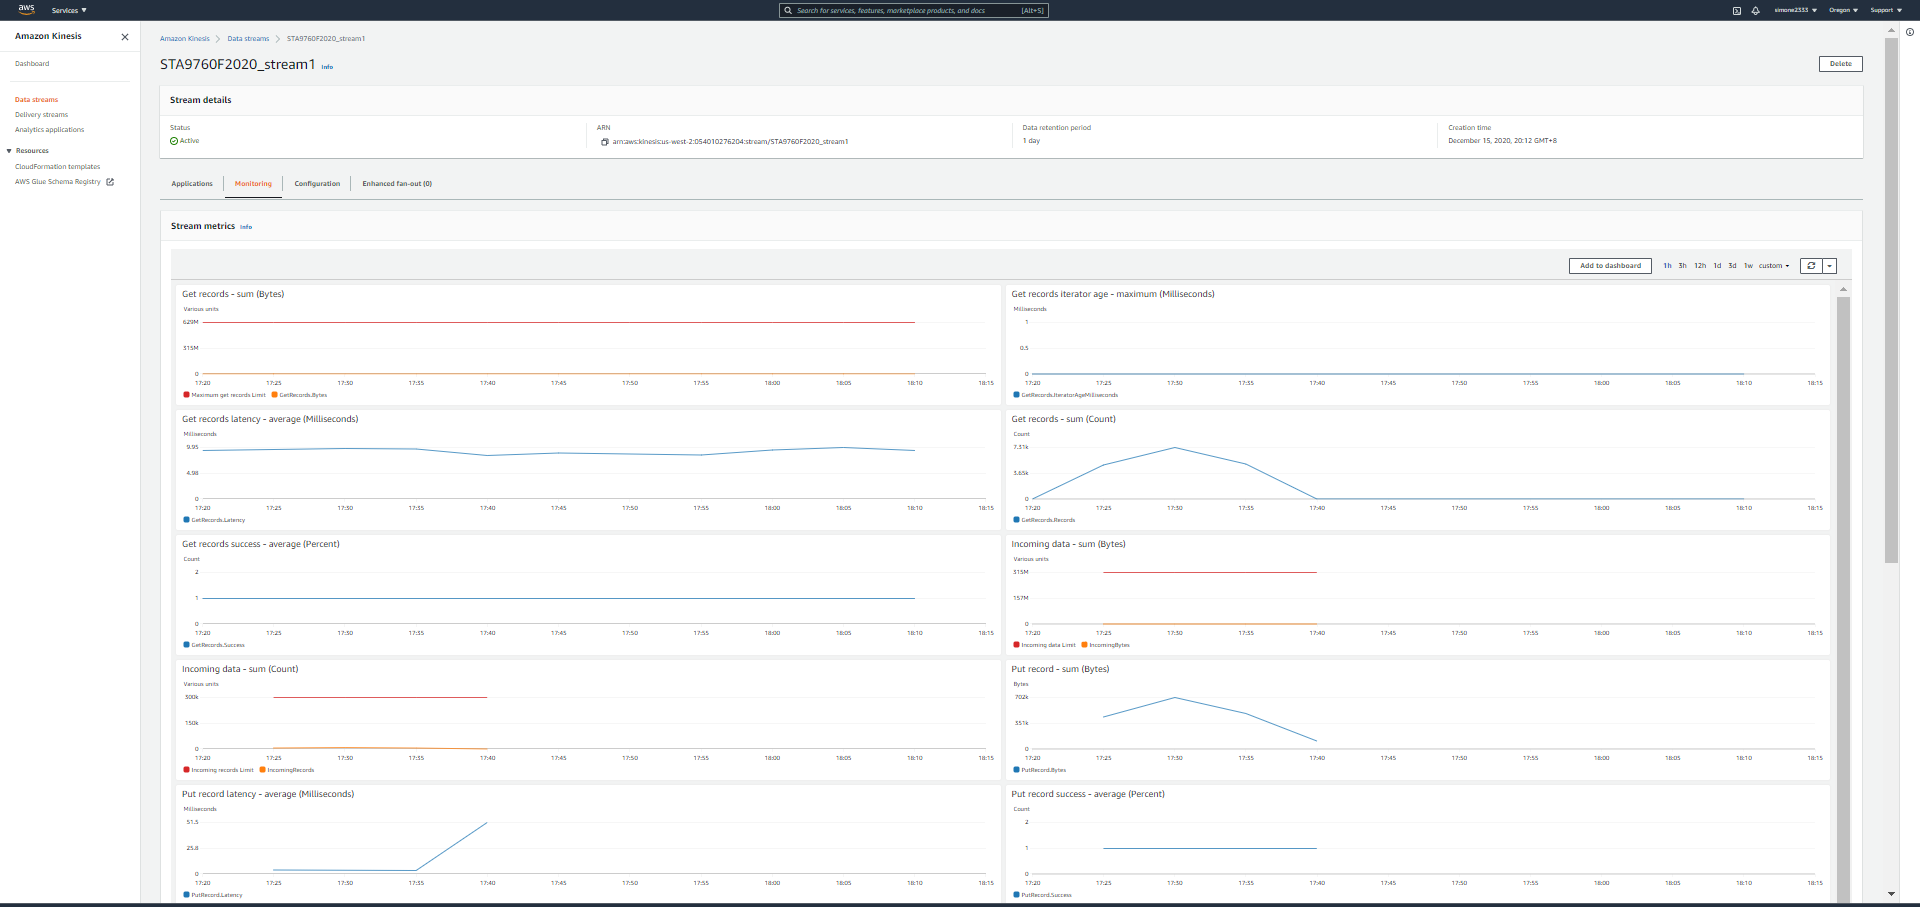 aws Services Search for services, features, marketplace products, and docs [Alt+S] simone2333 Oregon Support
Amazon Kinesis
Dashboard
Data streams
Delivery streams
Analytics applications
Resources
CloudFormation templates
AWS Glue Schema Registry
Amazon Kinesis Data streams STA9760F2020_stream1
STA9760F2020_stream1 Info Delete
Stream details
Status ARN Data retention period Creation time
Active arn:aws:kinesis:us-west-2:054010276204:stream/STA9760F2020_stream1 1 day December 15, 2020, 20:12 GMT+8
Applications Monitoring Configuration Enhanced fan-out (0)
Stream metrics Info
Add to dashboard 1h 3h 12h 1d 3d 1w custom
Get records - sum (Bytes)
Various units
629M
315M
0
17:20 17:25 17:30 17:35 17:40 17:45 17:50 17:55 18:00 18:05 18:10 18:15
Maximum get records Limit GetRecords.Bytes
Get records iterator age - maximum (Milliseconds)
Milliseconds
1
0.5
0
17:20 17:25 17:30 17:35 17:40 17:45 17:50 17:55 18:00 18:05 18:10 18:15
GetRecords.IteratorAgeMilliseconds
Get records latency - average (Milliseconds)
Milliseconds
9.95
4.98
0
17:20 17:25 17:30 17:35 17:40 17:45 17:50 17:55 18:00 18:05 18:10 18:15
GetRecords.Latency
Get records - sum (Count)
Count
7.31k
3.65k
0
17:20 17:25 17:30 17:35 17:40 17:45 17:50 17:55 18:00 18:05 18:10 18:15
GetRecords.Records
Get records success - average (Percent)
Count
2
1
0
17:20 17:25 17:30 17:35 17:40 17:45 17:50 17:55 18:00 18:05 18:10 18:15
GetRecords.Success
Incoming data - sum (Bytes)
Various units
315M
157M
0
17:20 17:25 17:30 17:35 17:40 17:45 17:50 17:55 18:00 18:05 18:10 18:15
Incoming data Limit IncomingBytes
Incoming data - sum (Count)
Various units
300k
150k
0
17:20 17:25 17:30 17:35 17:40 17:45 17:50 17:55 18:00 18:05 18:10 18:15
Incoming records Limit IncomingRecords
Put record - sum (Bytes)
Bytes
702k
351k
0
17:20 17:25 17:30 17:35 17:40 17:45 17:50 17:55 18:00 18:05 18:10 18:15
PutRecord.Bytes
Put record latency - average (Milliseconds)
Milliseconds
51.5
25.8
0
17:20 17:25 17:30 17:35 17:40 17:45 17:50 17:55 18:00 18:05 18:10 18:15
PutRecord.Latency
Put record success - average (Percent)
Count
2
1
0
17:20 17:25 17:30 17:35 17:40 17:45 17:50 17:55 18:00 18:05 18:10 18:15
PutRecord.Success